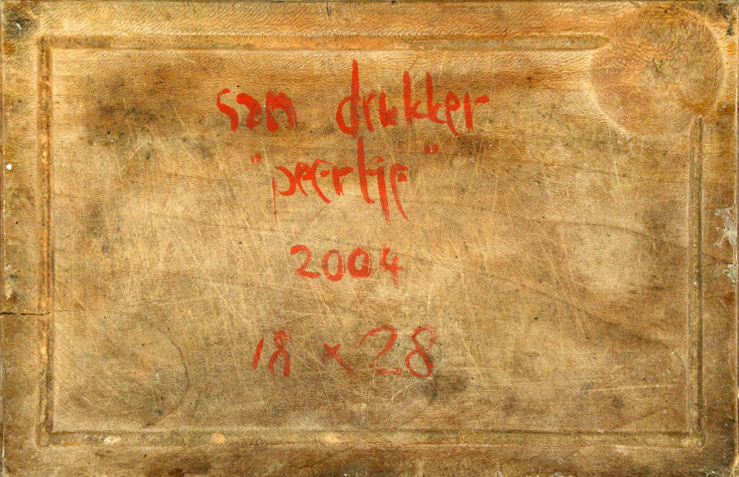 sam drukker
"peertje"
2004
18 x 28